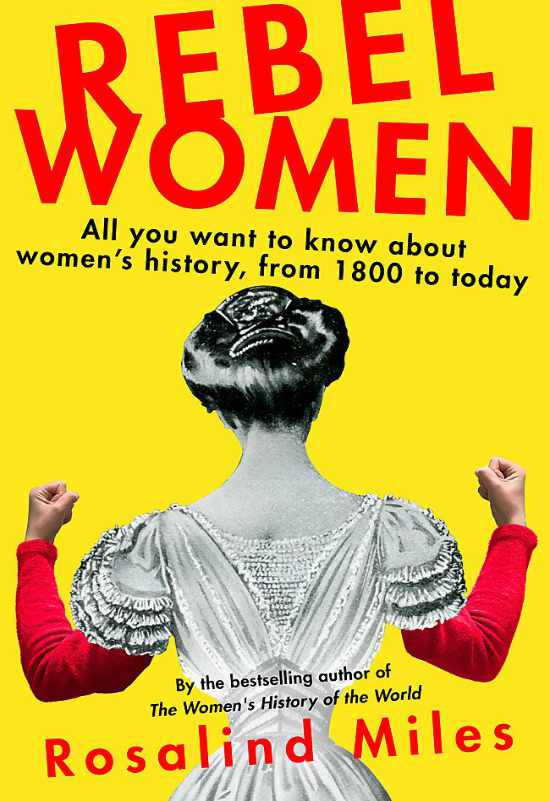 REBEL
WOMEN
All you want to know about
women's history, from 1800 to today
By the bestselling author of
The Women's History of the World
Rosalind Miles